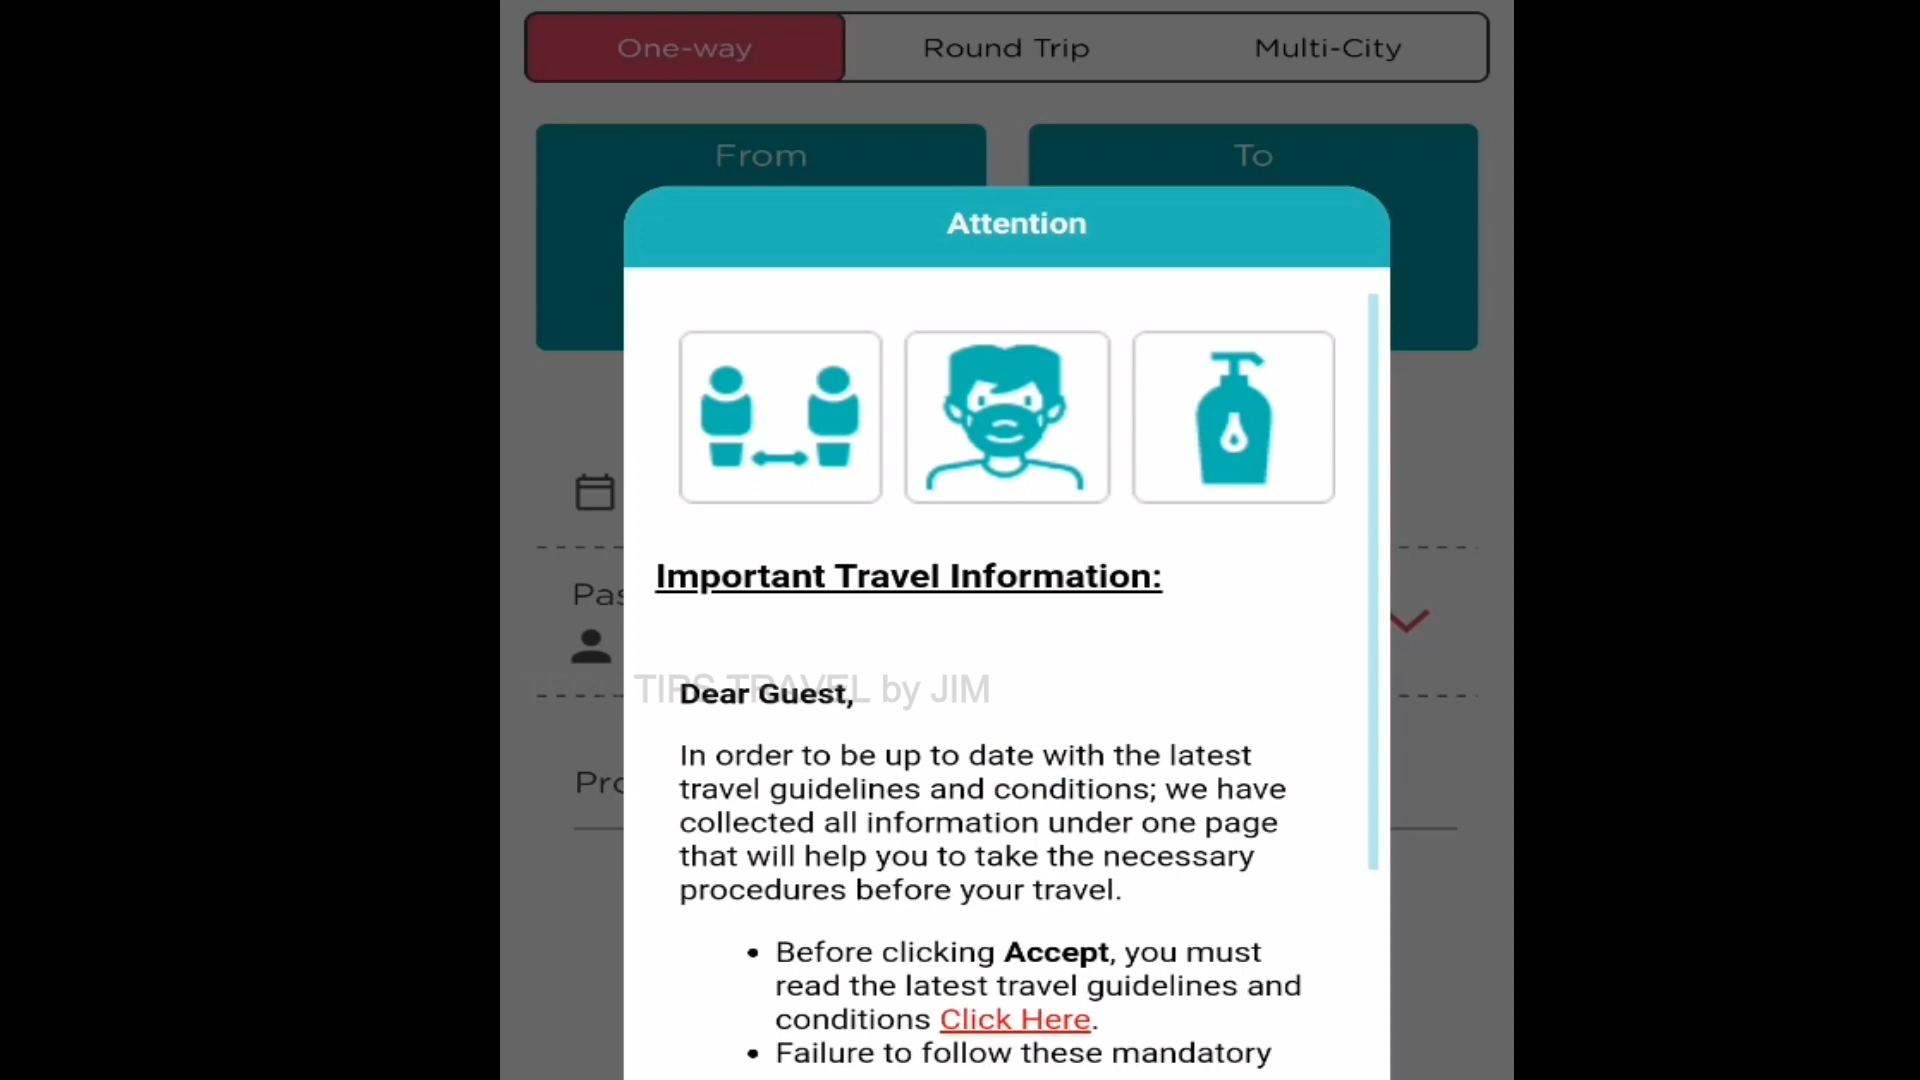 One-way Round Trip Multi-City
From To
Attention
Important Travel Information:
Pas
TIPS TRAVEL by JIM
Dear Guest,
In order to be up to date with the latest
travel guidelines and conditions; we have
Pro
collected all information under one page
that will help you to take the necessary
procedures before your travel.
• Before clicking Accept, you must
read the latest travel guidelines and
conditions Click Here.
• Failure to follow these mandatory